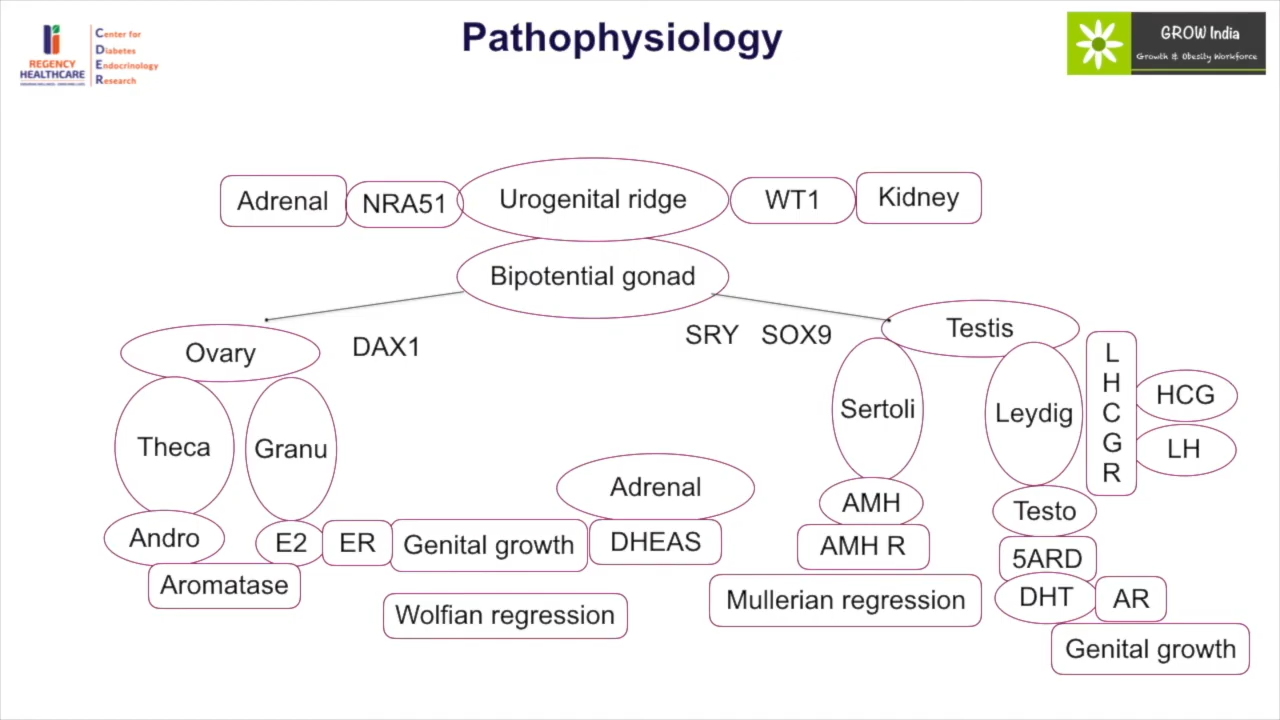 Pathophysiology
REGENCY
HEALTHCARE
Center for
Diabetes
Endocrinology
Research
GROW India
Growth & Obesity Workforce
Adrenal
NRA51
Urogenital ridge
WT1
Kidney
Bipotential gonad
DAX1
SRY SOX9
Ovary
Testis
Theca
Granu
Sertoli
Leydig
L
H
C
G
R
HCG
LH
Andro
Aromatase
E2
ER
Genital growth
Adrenal
DHEAS
Wolfian regression
AMH
AMH R
Mullerian regression
Testo
5ARD
DHT
AR
Genital growth